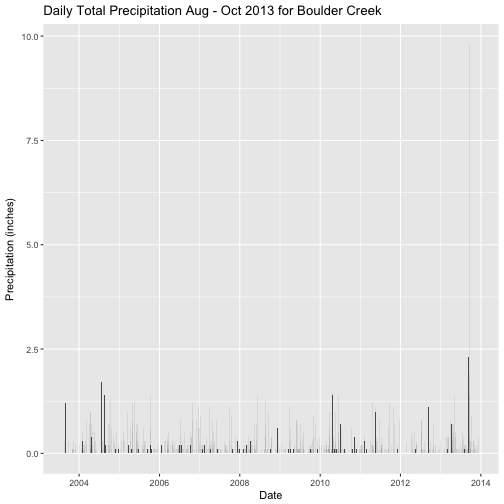 Daily Total Precipitation Aug - Oct 2013 for Boulder Creek
10.0
7.5
5.0
2.5
0.0
Precipitation (inches)
2004 2006 2008 2010 2012 2014
Date